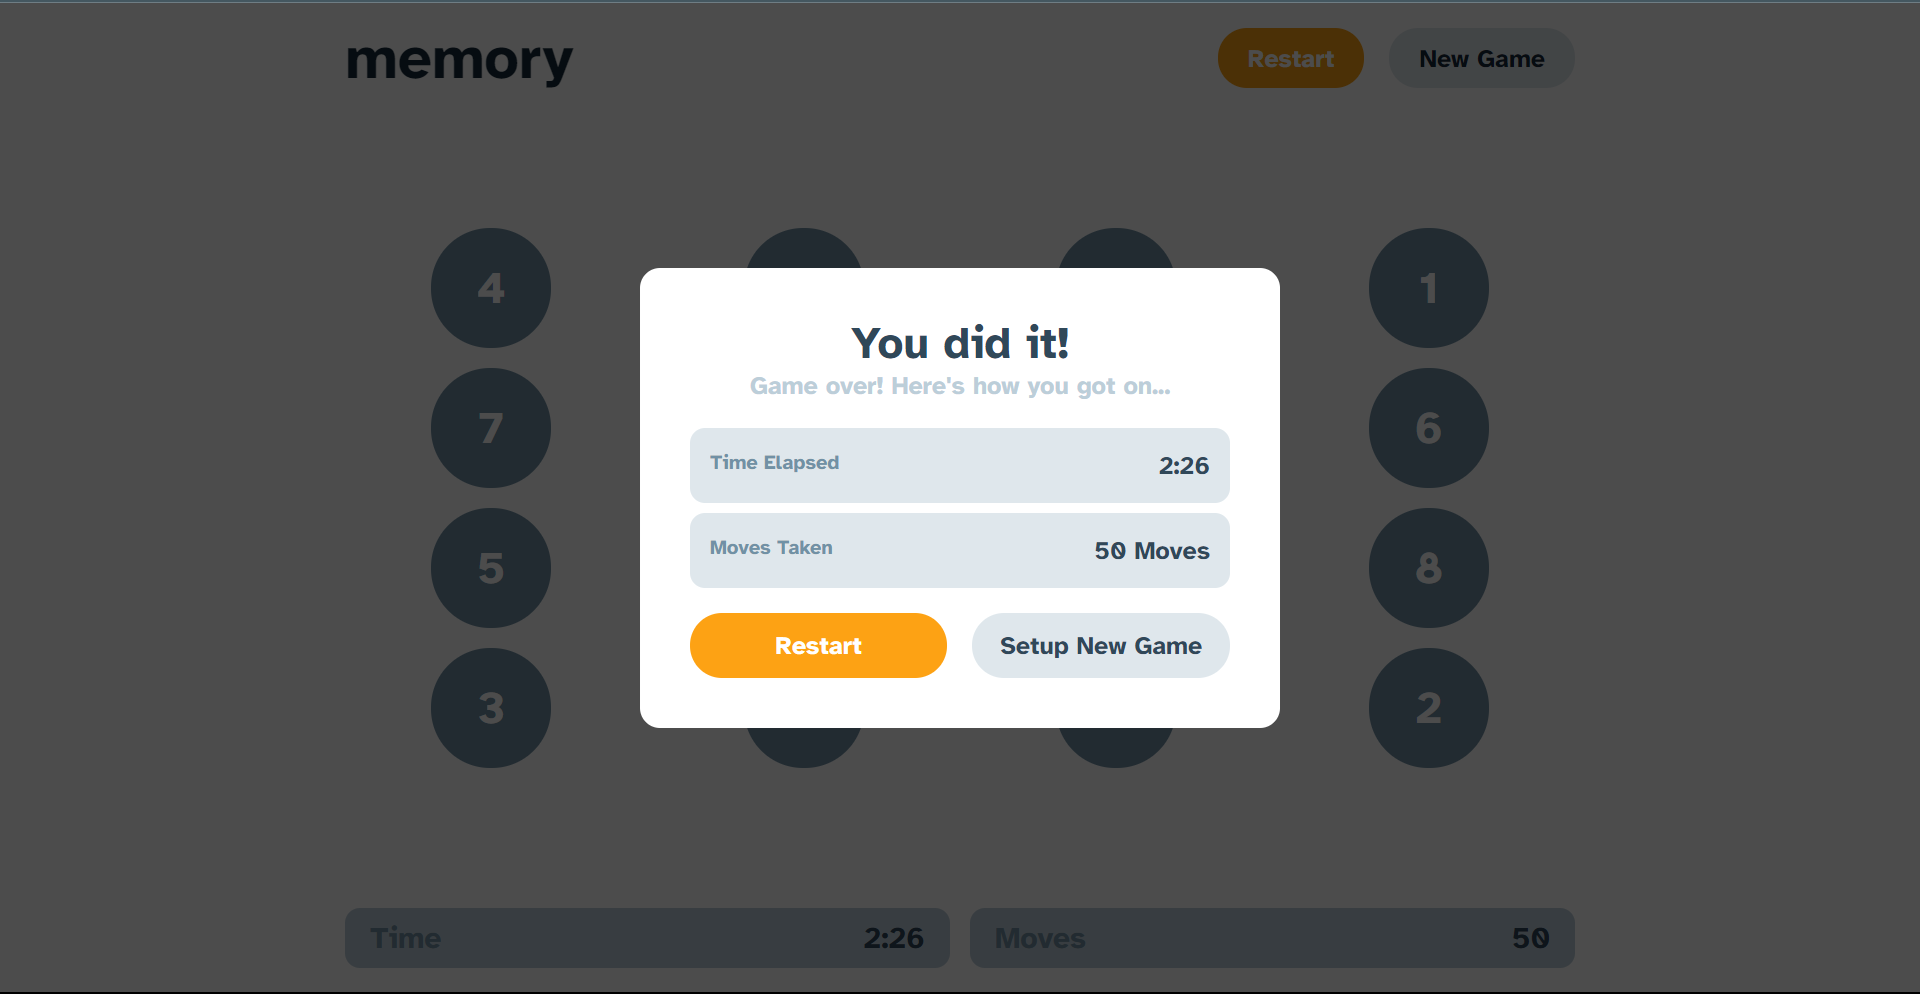 memory
Restart
New Game
4
1
7
6
5
8
3
2
You did it!
Game over! Here's how you got on...
Time Elapsed
2:26
Moves Taken
50 Moves
Restart
Setup New Game
Time
2:26
Moves
50